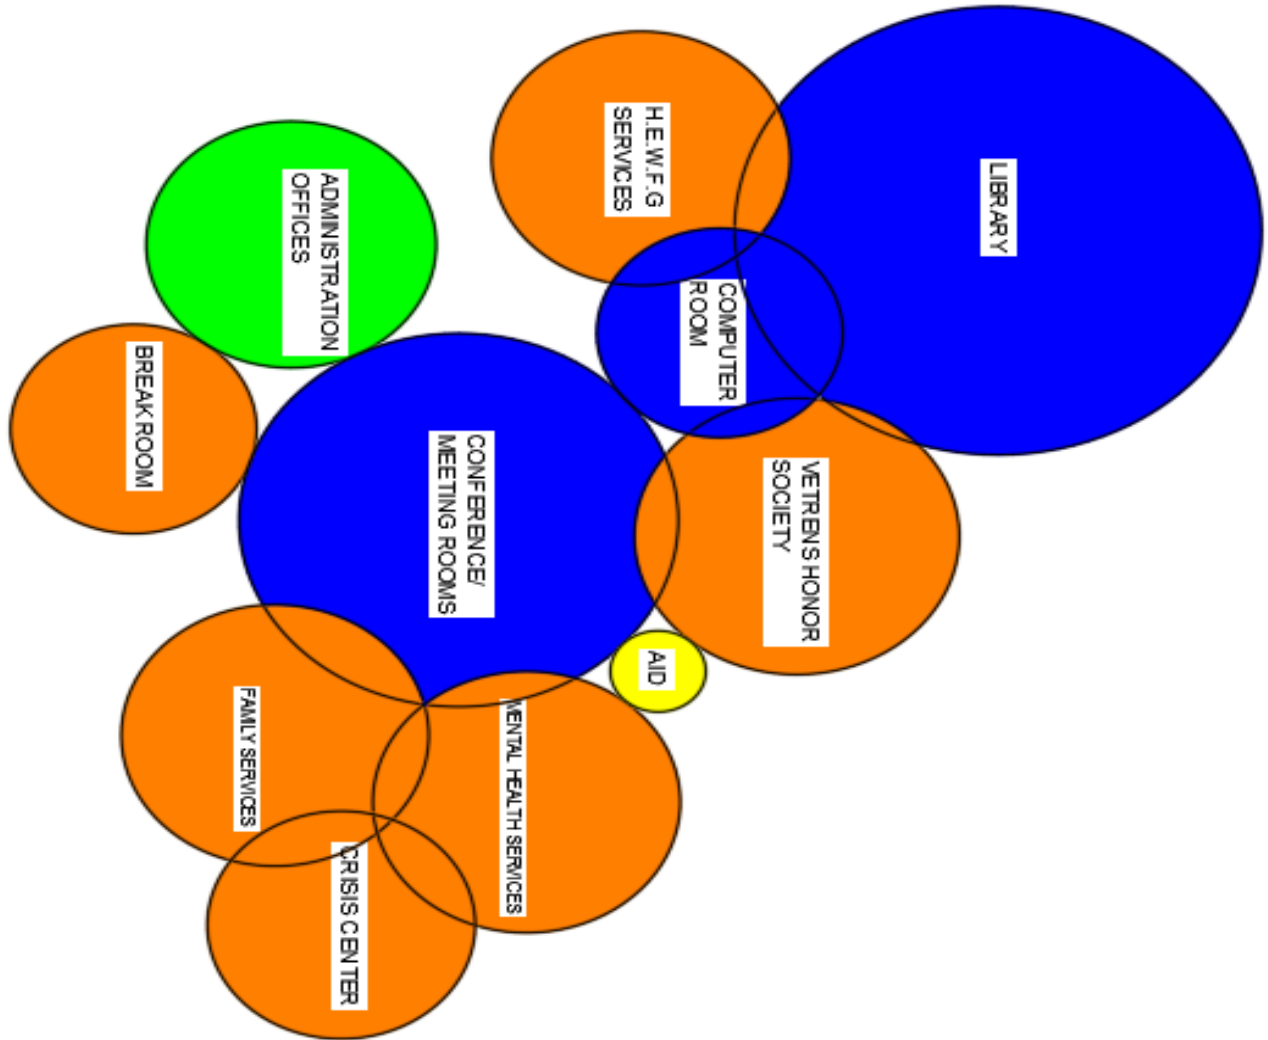 LIBRARY
H.E.W.F.G
SERVICES
COMPUTER
ROOM
ADMINISTRATION
OFFICES
BREAK ROOM
CONFERENCE/
MEETING ROOMS
VETRENS HONOR
SOCIETY
AID
FAMILY SERVICES
MENTAL HEALTH SERVICES
CRISIS CENTER